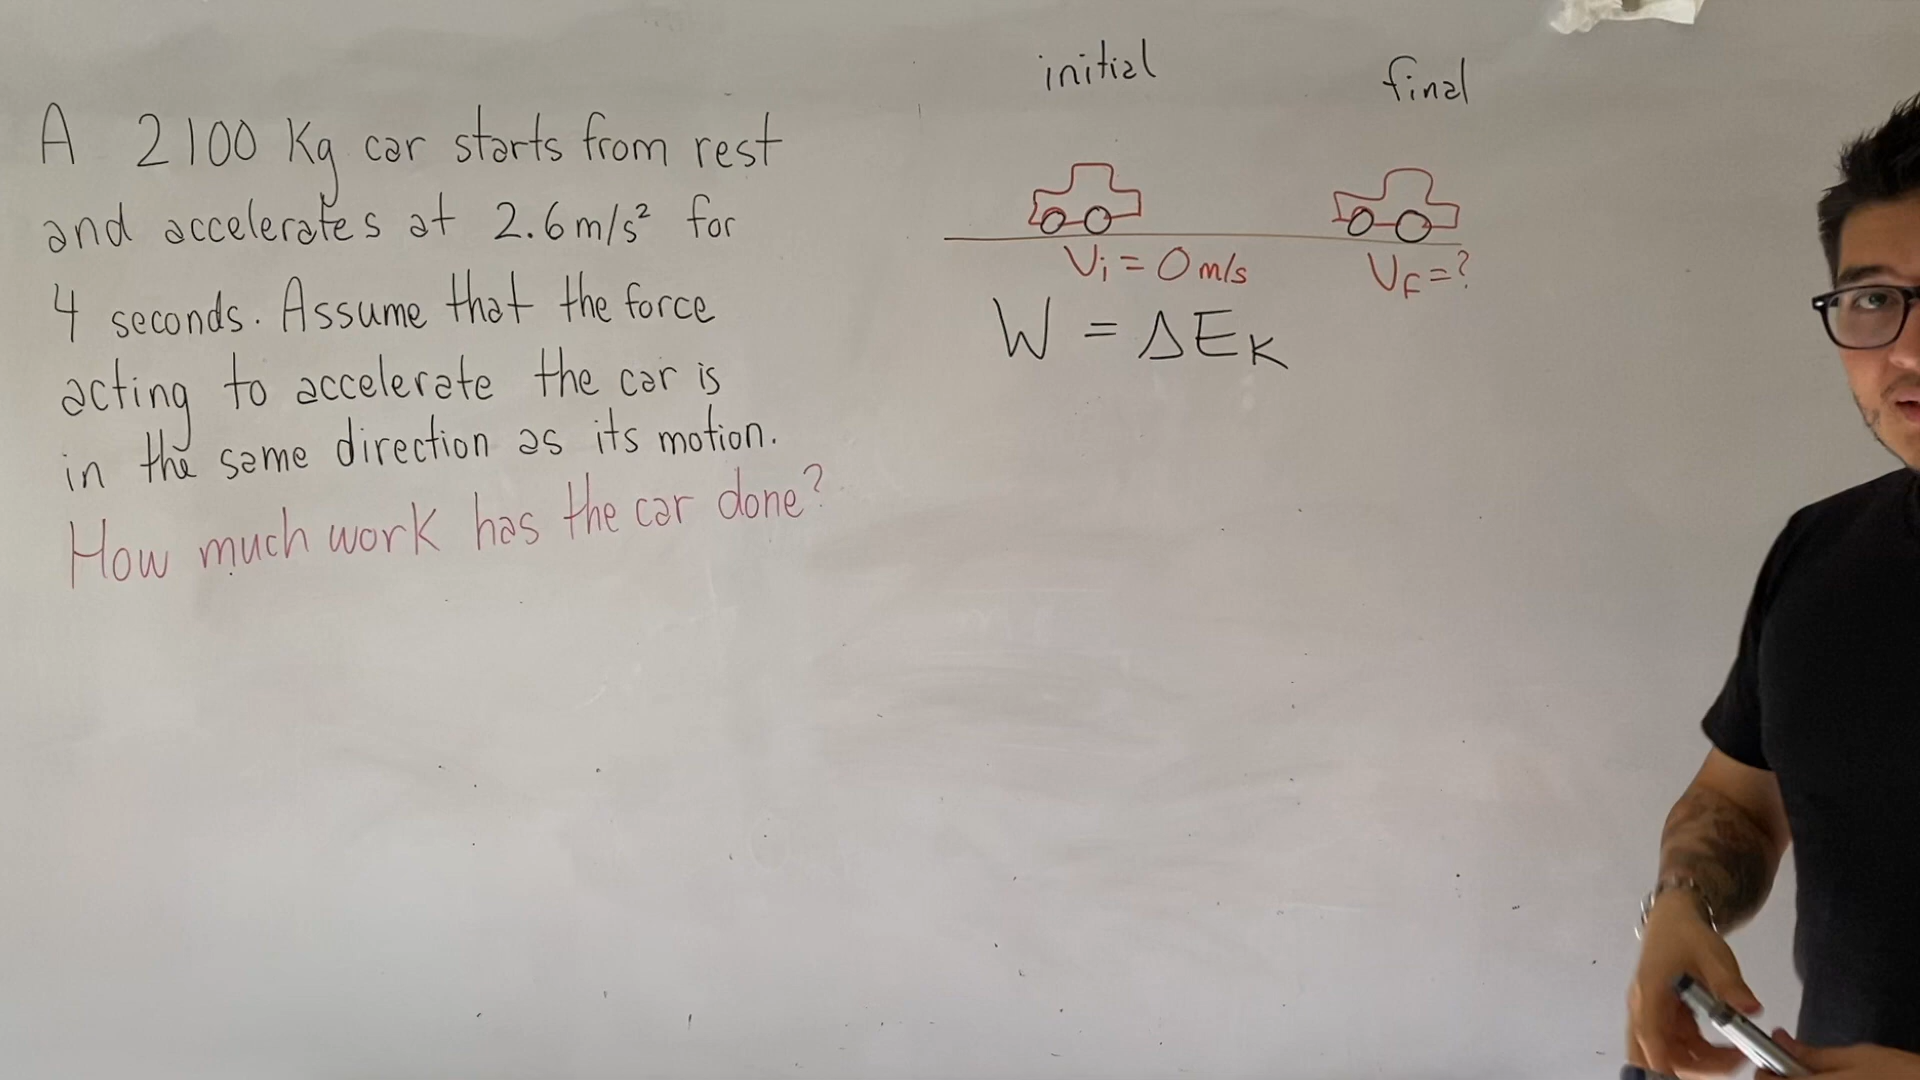 A 2100 Kg car starts from rest
and accelerates at 2.6 m/s² for
4 seconds. Assume that the force
acting to accelerate the car is
in the same direction as its motion.
How much work has the car done?
initial final
Vi = 0 m/s VF = ?
W = ΔEK